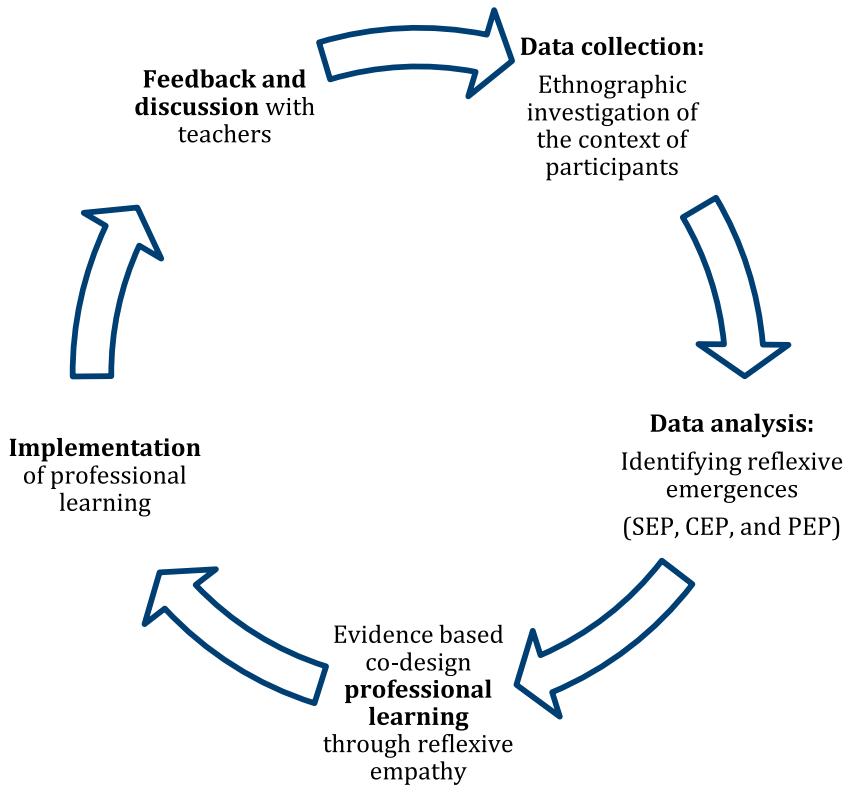 Feedback and
discussion with
teachers
Data collection:
Ethnographic
investigation of
the context of
participants
Data analysis:
Identifying reflexive
emergences
(SEP, CEP, and PEP)
Evidence based
co-design
professional
learning
through reflexive
empathy
Implementation
of professional
learning